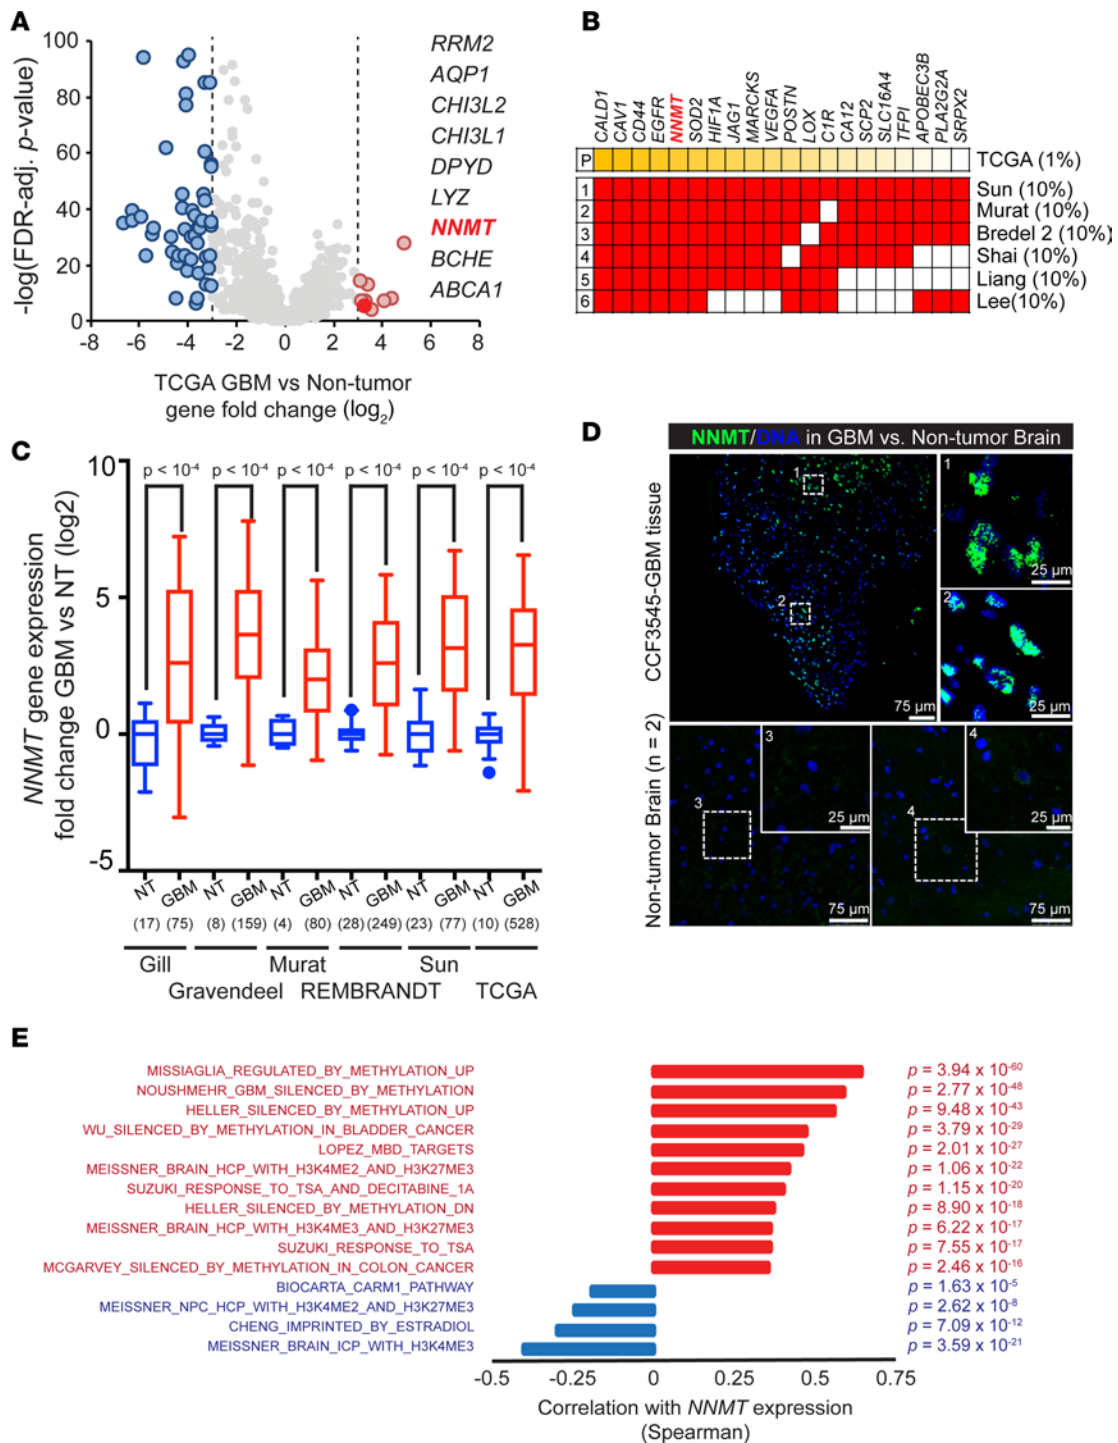 A
100
80
60
40
20
0
-log(FDR-adj. p-value)
-8 -6 -4 -2 0 2 4 6 8
TCGA GBM vs Non-tumor
gene fold change (log2)
RRM2
AQP1
CHI3L2
CHI3L1
DPYD
LYZ
NNMT
BCHE
ABCA1
B
CALD1
CAV1
CD44
EGFR
NNMT
SOD2
HIF1A
JAG1
MARCKS
VEGFA
POSTN
LOX
C1R
CA12
SCP2
SLC16A4
TFPI
APOBEC3B
PLA2G2A
SRPX2
P TCGA (1%)
1 Sun (10%)
2 Murat (10%)
3 Bredel 2 (10%)
4 Shai (10%)
5 Liang (10%)
6 Lee(10%)
C
10
5
0
-5
NNMT gene expression
fold change GBM vs NT (log2)
p < 10-4 p < 10-4 p < 10-4 p < 10-4 p < 10-4 p < 10-4
NT GBM NT GBM NT GBM NT GBM NT GBM NT GBM
(17) (75) (8) (159) (4) (80) (28) (249) (23) (77) (10) (528)
Gill Murat Sun
Gravendeel REMBRANDT TCGA
D
NNMT/DNA in GBM vs. Non-tumor Brain
CCF3545-GBM tissue
1
2
75 µm
1
25 µm
2
25 µm
Non-tumor Brain (n = 2)
3
3
25 µm
75 µm
4
4
25 µm
75 µm
E
MISSIAGLIA_REGULATED_BY_METHYLATION_UP p = 3.94 x 10-60
NOUSHMEHR_GBM_SILENCED_BY_METHYLATION p = 2.77 x 10-48
HELLER_SILENCED_BY_METHYLATION_UP p = 9.48 x 10-43
WU_SILENCED_BY_METHYLATION_IN_BLADDER_CANCER p = 3.79 x 10-29
LOPEZ_MBD_TARGETS p = 2.01 x 10-27
MEISSNER_BRAIN_HCP_WITH_H3K4ME2_AND_H3K27ME3 p = 1.06 x 10-22
SUZUKI_RESPONSE_TO_TSA_AND_DECITABINE_1A p = 1.15 x 10-20
HELLER_SILENCED_BY_METHYLATION_DN p = 8.90 x 10-18
MEISSNER_BRAIN_HCP_WITH_H3K4ME3_AND_H3K27ME3 p = 6.22 x 10-17
SUZUKI_RESPONSE_TO_TSA p = 7.55 x 10-17
MCGARVEY_SILENCED_BY_METHYLATION_IN_COLON_CANCER p = 2.46 x 10-16
BIOCARTA_CARM1_PATHWAY p = 1.63 x 10-5
MEISSNER_NPC_HCP_WITH_H3K4ME2_AND_H3K27ME3 p = 2.62 x 10-8
CHENG_IMPRINTED_BY_ESTRADIOL p = 7.09 x 10-12
MEISSNER_BRAIN_ICP_WITH_H3K4ME3 p = 3.59 x 10-21
-0.5 -0.25 0 0.25 0.5 0.75
Correlation with NNMT expression
(Spearman)